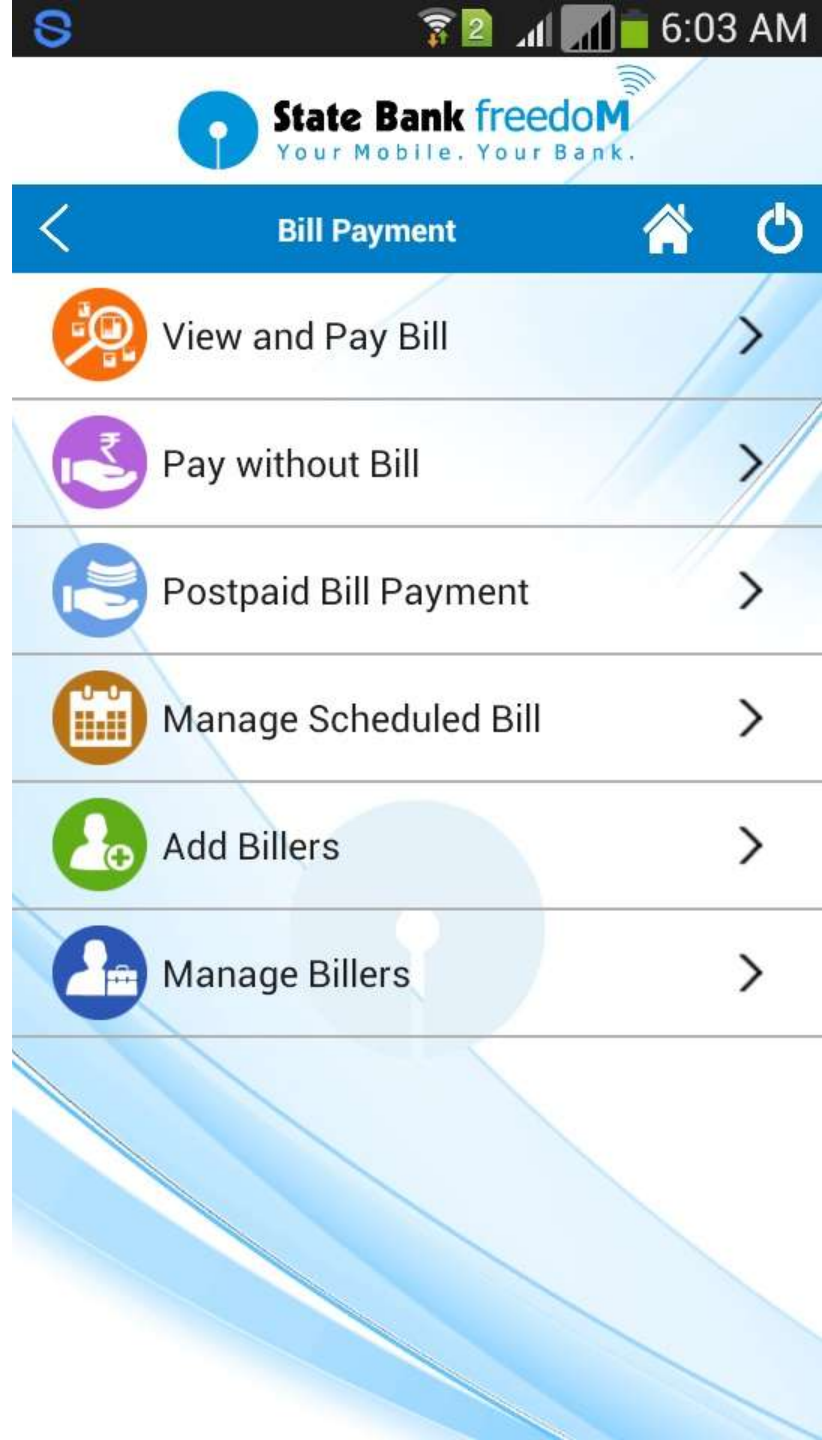 2 6:03 AM
State Bank freedoM
Your Mobile. Your Bank.
Bill Payment
View and Pay Bill
Pay without Bill
Postpaid Bill Payment
Manage Scheduled Bill
Add Billers
Manage Billers